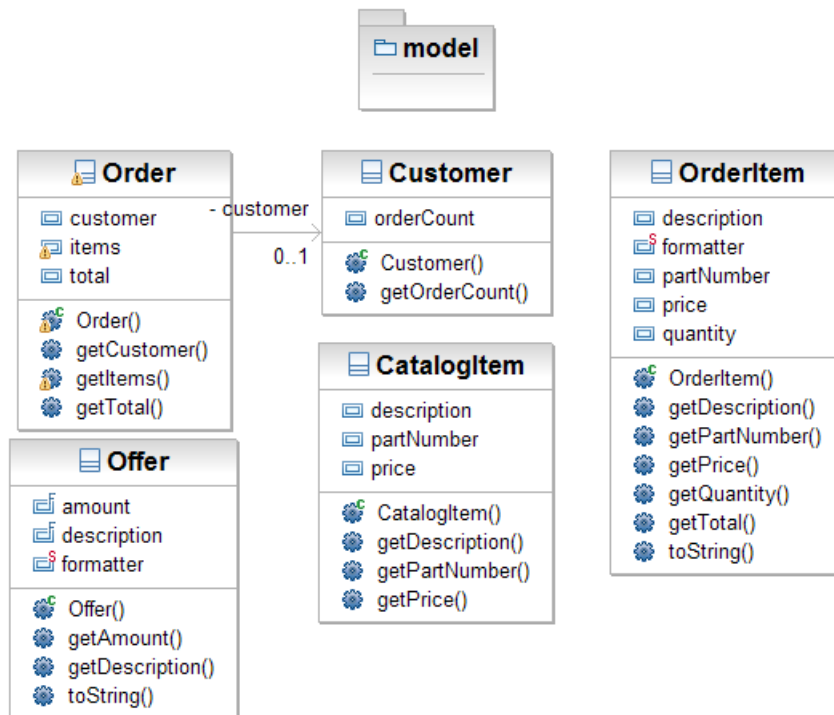 model
Order
customer
items
total
Order()
getCustomer()
getItems()
getTotal()
- customer
0..1
Customer
orderCount
Customer()
getOrderCount()
OrderItem
description
formatter
partNumber
price
quantity
OrderItem()
getDescription()
getPartNumber()
getPrice()
getQuantity()
getTotal()
toString()
CatalogItem
description
partNumber
price
CatalogItem()
getDescription()
getPartNumber()
getPrice()
Offer
amount
description
formatter
Offer()
getAmount()
getDescription()
toString()